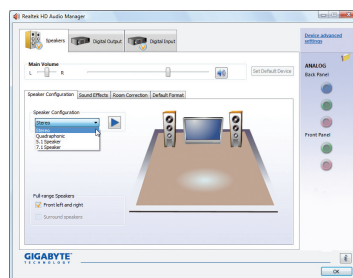 Realtek HD Audio Manager
Speakers
Digital Output
Digital Input
Device advanced settings
Main Volume
L
R
Set Default Device
ANALOG
Back Panel
Speaker Configuration
Sound Effects
Room Correction
Default Format
Speaker Configuration
Stereo
Stereo
Quadraphonic
5.1 Speaker
7.1 Speaker
Front Panel
Full-range Speakers
Front left and right
Surround speakers
GIGABYTE
TECHNOLOGY
OK